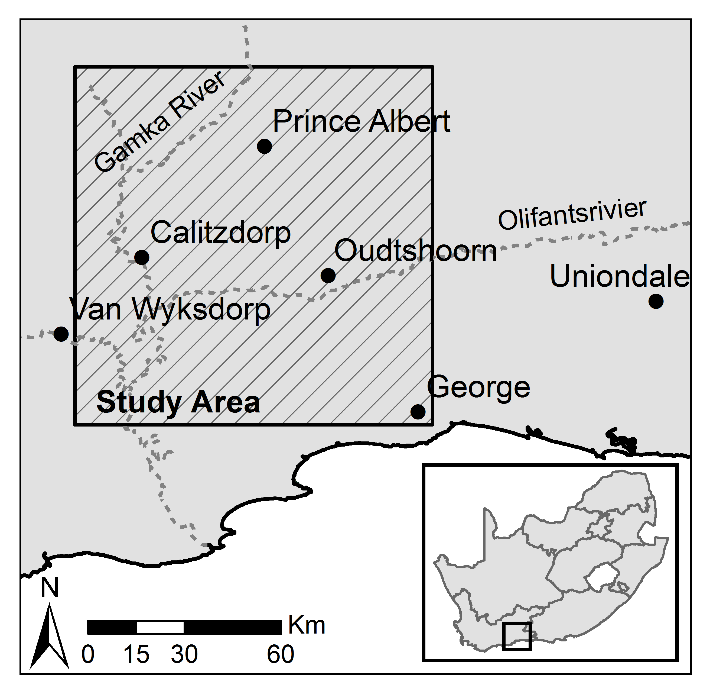 Gamka River
Prince Albert
Olifantsrivier
Calitzdorp
Oudtshoorn
Uniondale
Van Wyksdorp
George
Study Area
N
Km
0 15 30 60